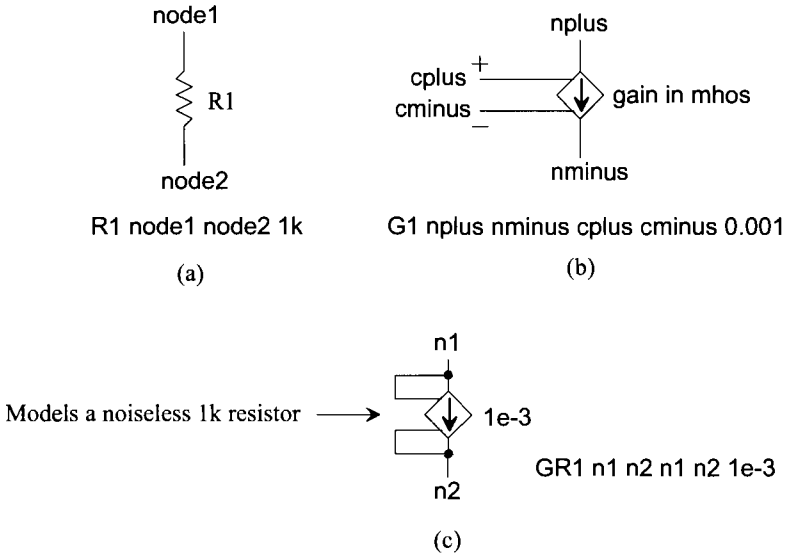 node1
R1
node2
R1 node1 node2 1k
(a)
nplus
cplus +
cminus −
gain in mhos
nminus
G1 nplus nminus cplus cminus 0.001
(b)
n1
Models a noiseless 1k resistor
1e-3
n2
GR1 n1 n2 n1 n2 1e-3
(c)